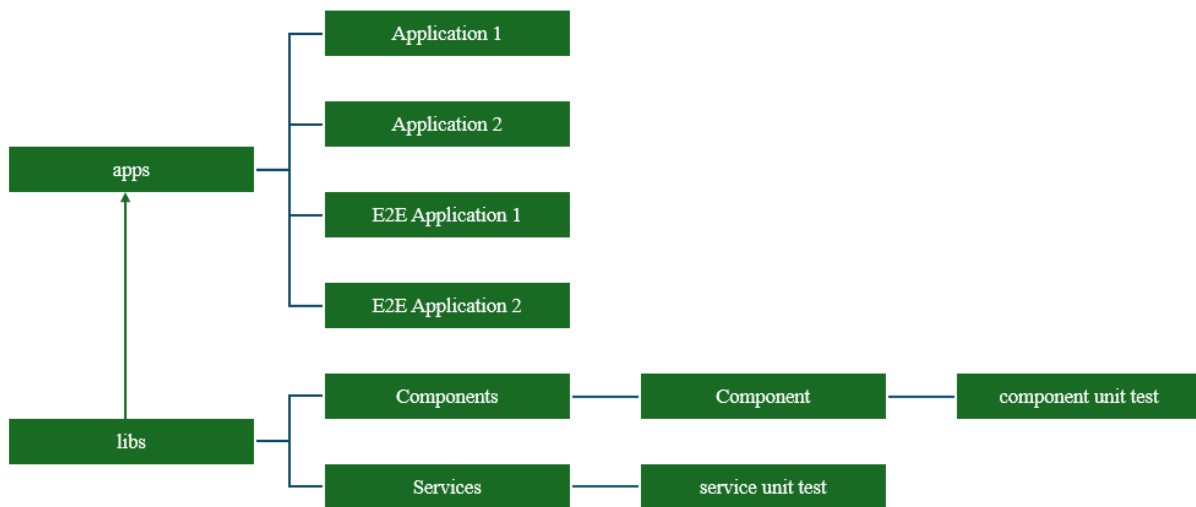 Application 1
Application 2
apps
E2E Application 1
E2E Application 2
Components
Component
component unit test
libs
Services
service unit test